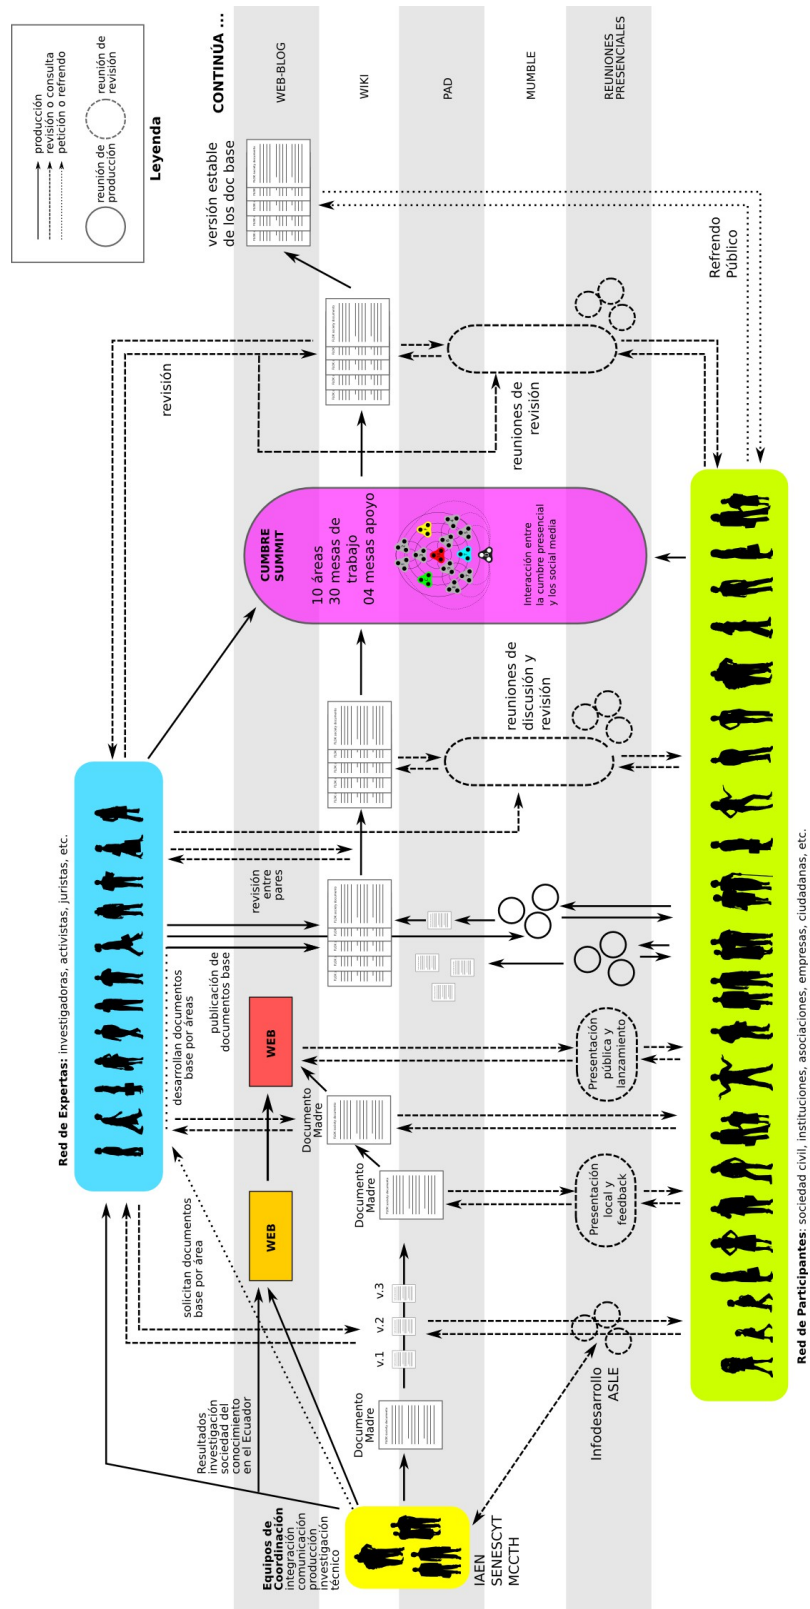 Leyenda
producción
revisión o consulta
petición o refrendo
reunión de
producción
reunión de
revisión
CONTINÚA ...
WEB-BLOG
WIKI
PAD
MUMBLE
REUNIONES
PRESENCIALES
Red de Expertas: investigadoras, activistas, juristas, etc.
Equipos de
Coordinación
integración
comunicación
producción
investigación
técnico
IAEN
SENESCYT
MCCTH
Resultados
investigación
sociedad del
conocimiento
en el Ecuador
solicitan documentos
base por área
Documento
Madre
v.1
v.2
v.3
Infodesarrollo
ASLE
WEB
Documento
Madre
Presentación
local y
feedback
Documento
Madre
WEB
Presentación
pública y
lanzamiento
desarrollan documentos
base por áreas
publicación de
documentos base
revisión
entre
pares
reuniones de
discusión y
revisión
CUMBRE
SUMMIT
10 áreas
30 mesas de
trabajo
04 mesas apoyo
Interacción entre
la cumbre presencial
y los social media
revisión
reuniones de
revisión
versión estable
de los doc base
Refrendo
Público
Red de Participantes: sociedad civil, instituciones, asociaciones, empresas, ciudadanas, etc.